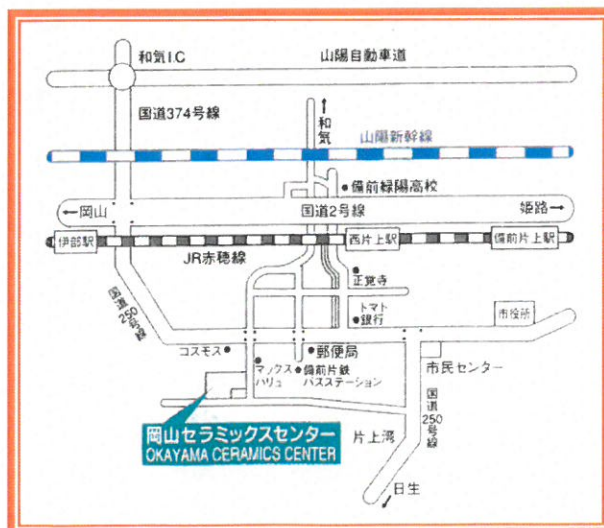 和気I.C
山陽自動車道
国道374号線
和気
山陽新幹線
備前緑陽高校
←岡山
国道2号線
姫路→
伊部駅
西片上駅
備前片上駅
JR赤穂線
正覚寺
国道250号線
トマト
銀行
市役所
コスモス
郵便局
マックス
バリュ
備前片鉄
バスステーション
市民センター
国道250号線
岡山セラミックスセンター
OKAYAMA CERAMICS CENTER
片上湾
日生